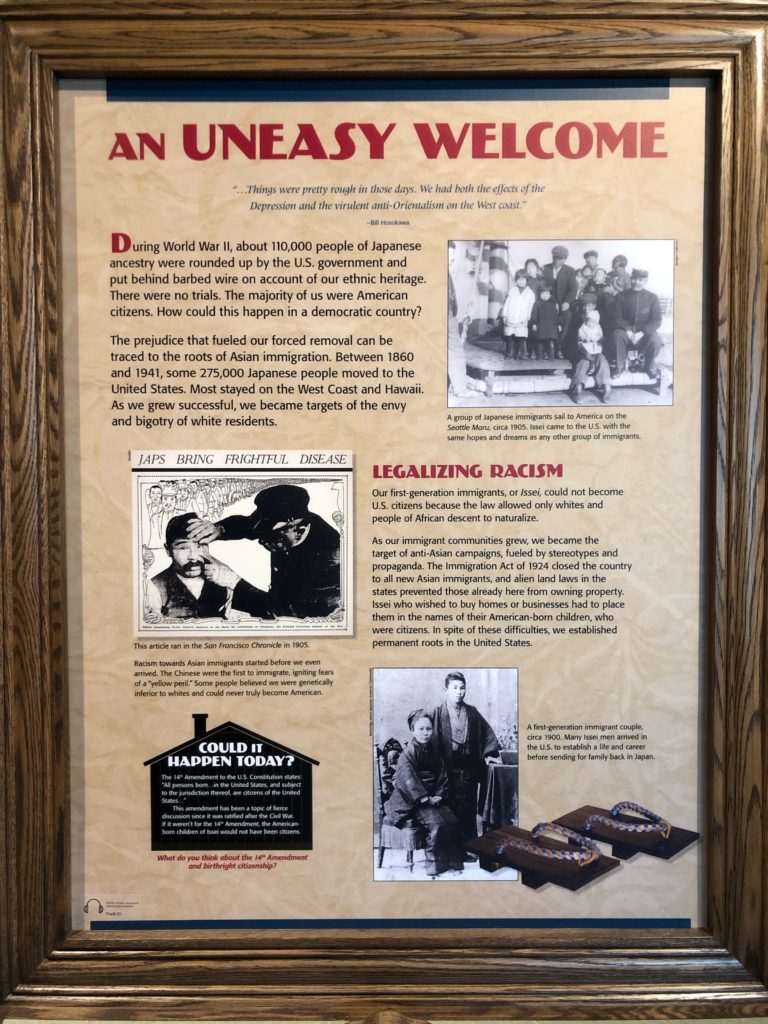 AN UNEASY WELCOME
"...Things were pretty rough in those days. We had both the effects of the
Depression and the virulent anti-Orientalism on the West coast."
–Bill Hosokawa
During World War II, about 110,000 people of Japanese
ancestry were rounded up by the U.S. government and
put behind barbed wire on account of our ethnic heritage.
There were no trials. The majority of us were American
citizens. How could this happen in a democratic country?
The prejudice that fueled our forced removal can be
traced to the roots of Asian immigration. Between 1860
and 1941, some 275,000 Japanese people moved to the
United States. Most stayed on the West Coast and Hawaii.
As we grew successful, we became targets of the envy
and bigotry of white residents.
A group of Japanese immigrants sail to America on the
Seattle Maru, circa 1905. Issei came to the U.S. with the
same hopes and dreams as any other group of immigrants.
JAPS BRING FRIGHTFUL DISEASE
This article ran in the San Francisco Chronicle in 1905.
Racism towards Asian immigrants started before we even
arrived. The Chinese were the first to immigrate, igniting fears
of a "yellow peril." Some people believed we were genetically
inferior to whites and could never truly become American.
LEGALIZING RACISM
Our first-generation immigrants, or Issei, could not become
U.S. citizens because the law allowed only whites and
people of African descent to naturalize.
As our immigrant communities grew, we became the
target of anti-Asian campaigns, fueled by stereotypes and
propaganda. The Immigration Act of 1924 closed the country
to all new Asian immigrants, and alien land laws in the
states prevented those already here from owning property.
Issei who wished to buy homes or businesses had to place
them in the names of their American-born children, who
were citizens. In spite of these difficulties, we established
permanent roots in the United States.
A first-generation immigrant couple,
circa 1900. Many Issei men arrived in
the U.S. to establish a life and career
before sending for family back in Japan.
COULD IT
HAPPEN TODAY?
The 14th Amendment to the U.S. Constitution states:
"All persons born...in the United States, and subject
to the jurisdiction thereof, are citizens of the United
States..."
This amendment has been a topic of fierce
discussion since it was ratified after the Civil War.
If it weren't for the 14th Amendment, the American-
born children of Issei would not have been citizens.
What do you think about the 14th Amendment
and birthright citizenship?
Track 01